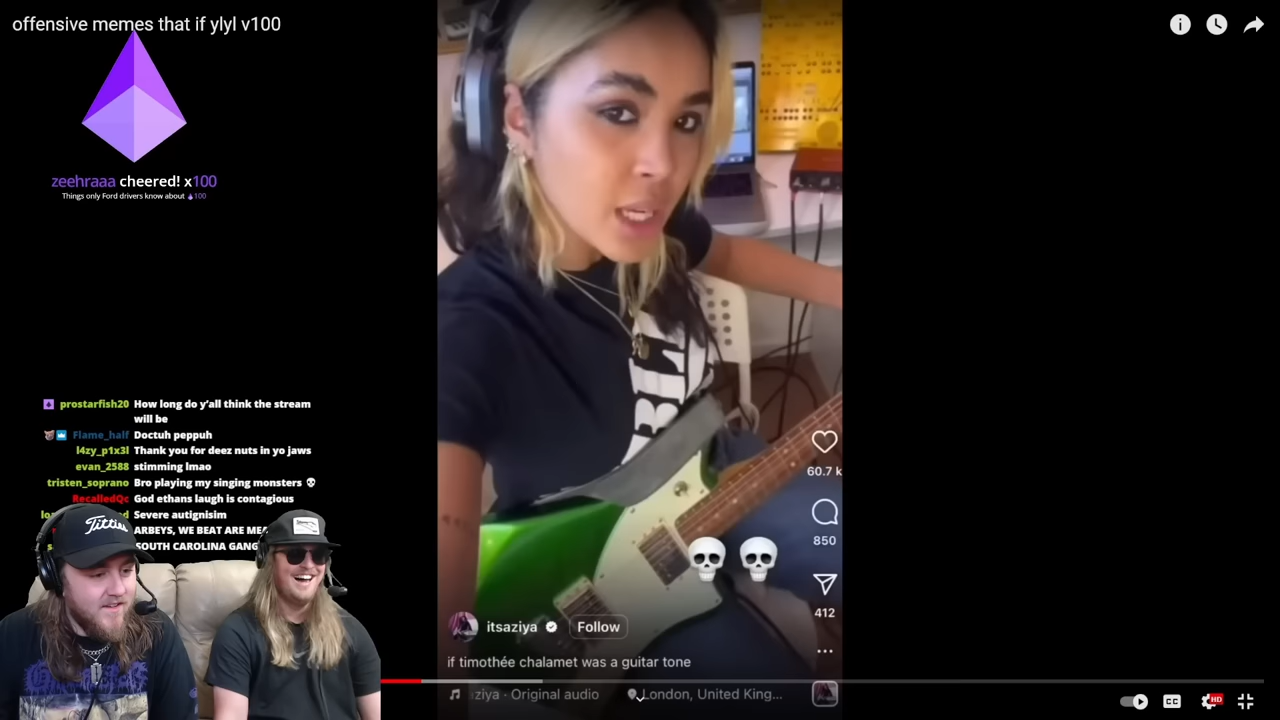 offensive memes that if ylyl v100
zeehraaa cheered! x100
Things only Ford drivers know about 100
prostarfish20 How long do y'all think the stream
will be
Flame_half Doctuh peppuh
l4zy_p1x3l Thank you for deez nuts in yo jaws
evan_2588 stimming lmao
tristen_soprano Bro playing my singing monsters 💀
RecalledQc God ethans laugh is contagious
Severe autignisim
ARBEYS, WE BEAT ARE
SOUTH CAROLINA GANG
Titties
60.7 k
850
412
itsaziya Follow
if timothée chalamet was a guitar tone
ziya · Original audio London, United King...
CC HD